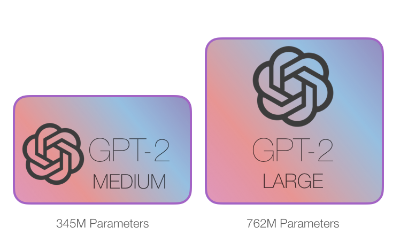 GPT-2
MEDIUM
345M Parameters
GPT-2
LARGE
762M Parameters